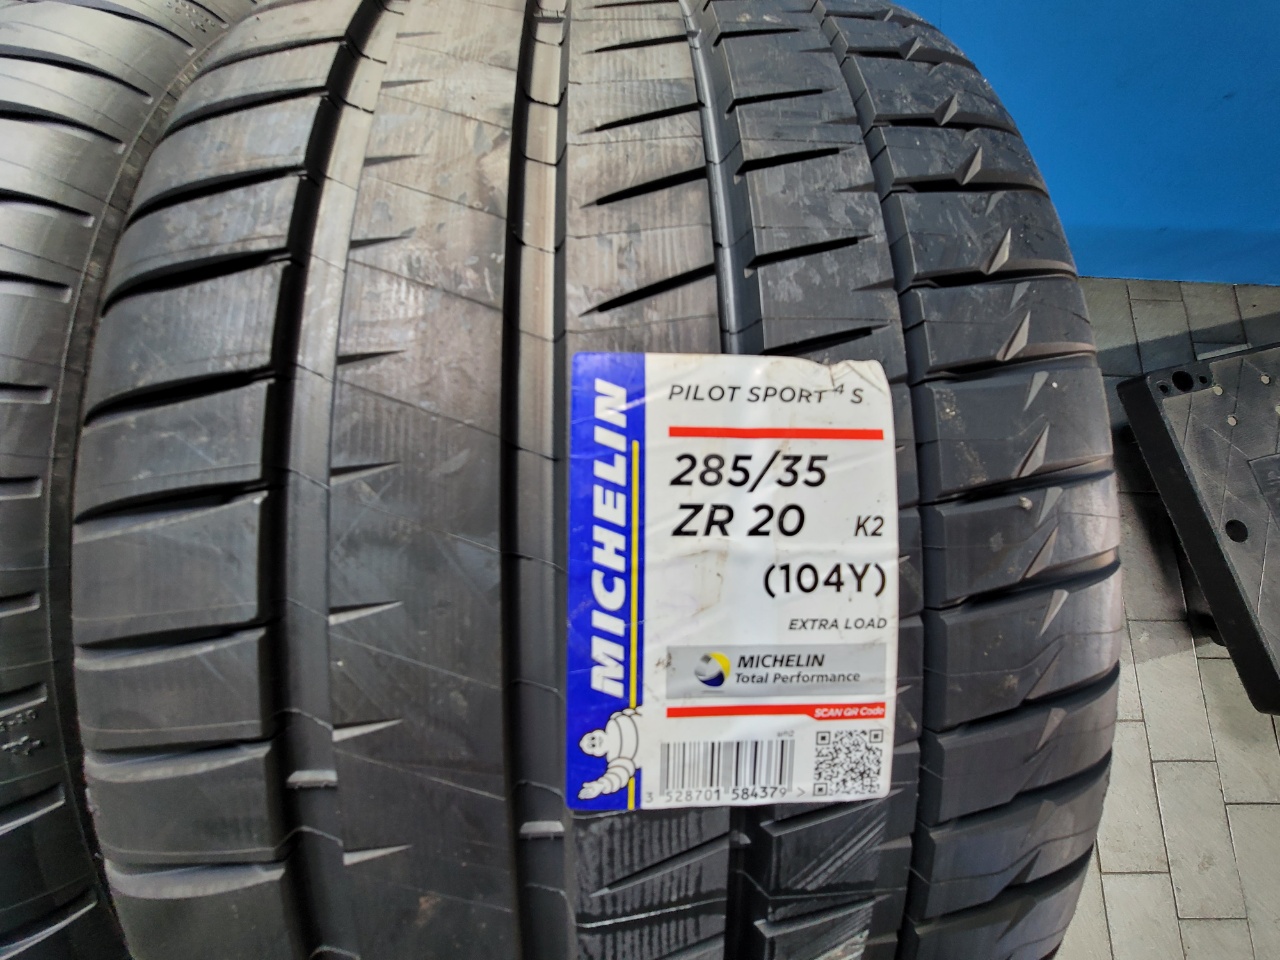 MICHELIN
PILOT SPORT 4 S
285/35
ZR 20 K2
(104Y)
EXTRA LOAD
MICHELIN
Total Performance
SCAN QR Code
3 528701 584379 >